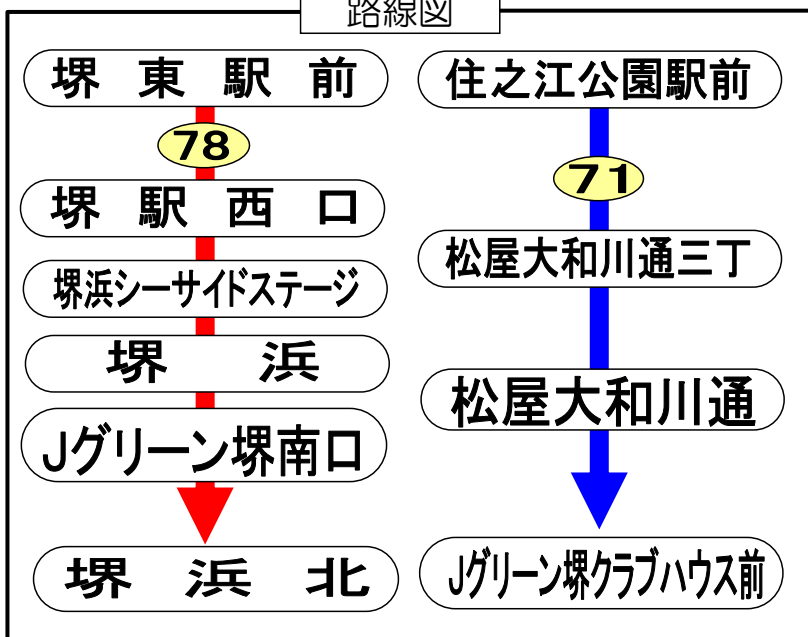 路線図
堺東駅前
78
堺駅西口
堺浜シーサイドステージ
堺浜
Jグリーン堺南口
堺浜北
住之江公園駅前
71
松屋大和川通三丁
松屋大和川通
Jグリーン堺クラブハウス前